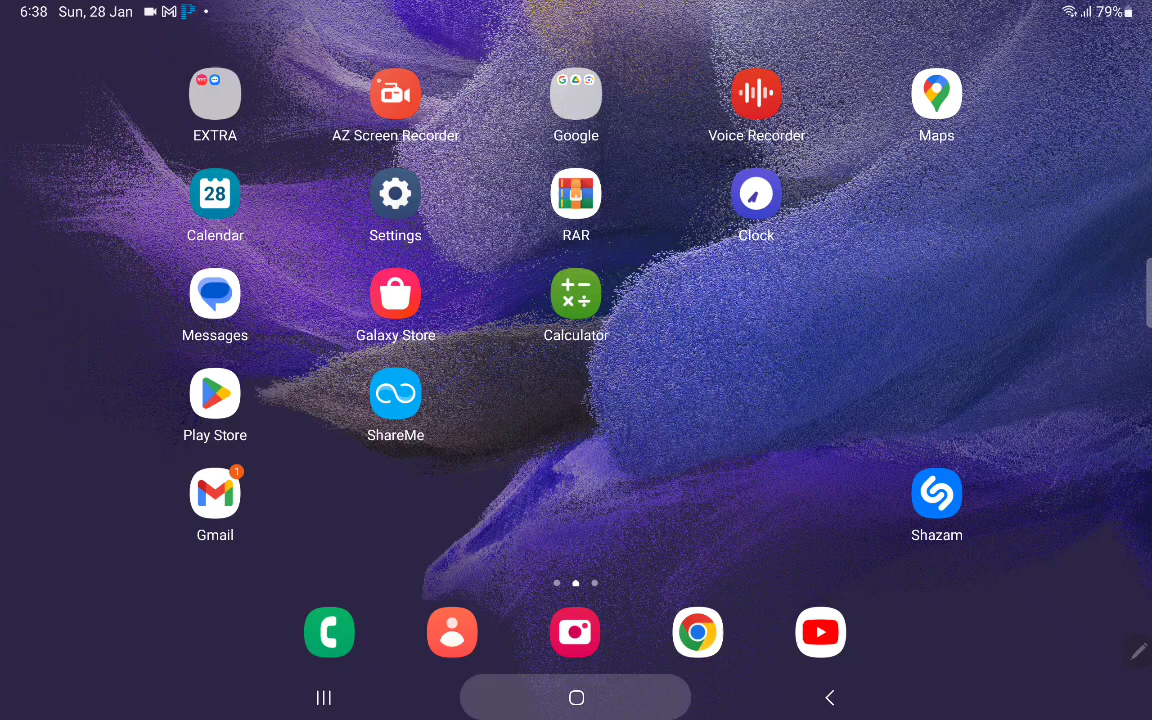 6:38 Sun, 28 Jan 79%
EXTRA AZ Screen Recorder Google Voice Recorder Maps
28
Calendar Settings RAR Clock
Messages Galaxy Store Calculator
Play Store ShareMe
1
Gmail Shazam